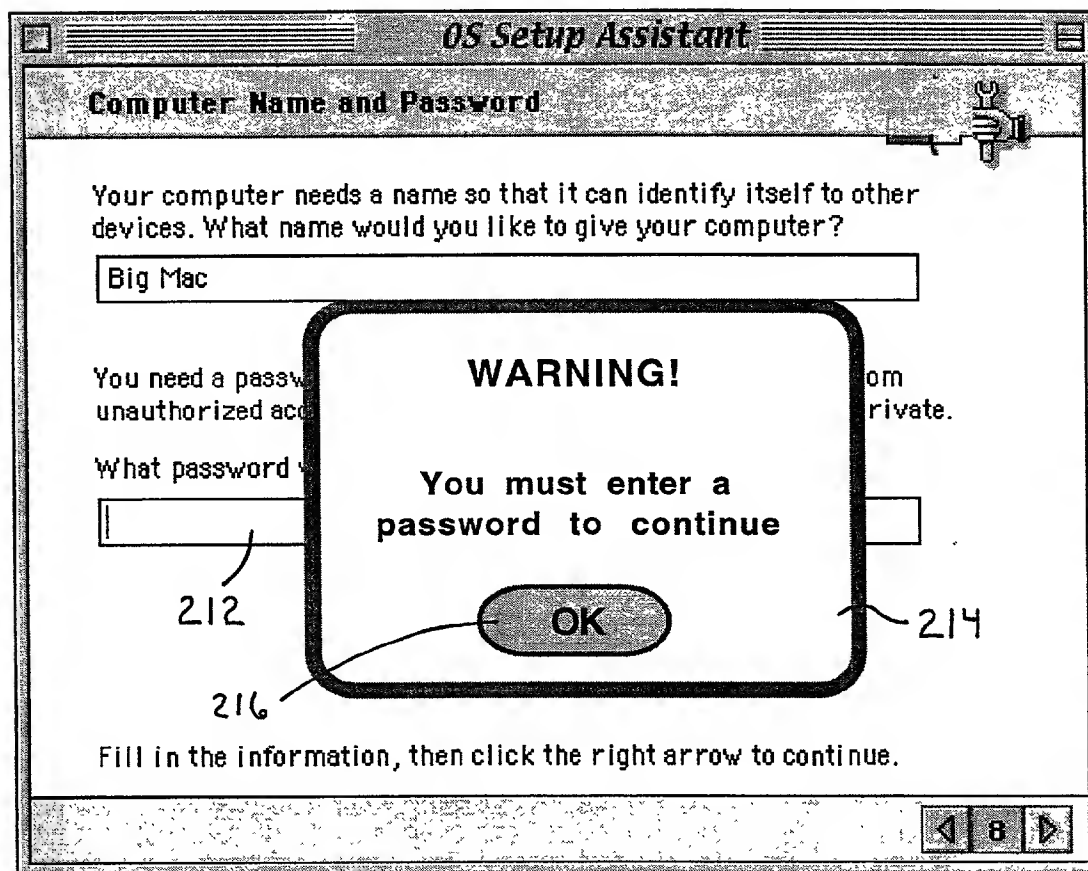 OS Setup Assistant
Computer Name and Password
Your computer needs a name so that it can identify itself to other
devices. What name would you like to give your computer?
Big Mac
You need a passw
om
unauthorized acc
rivate.
What password w
WARNING!
You must enter a
password to continue
OK
212
214
216
Fill in the information, then click the right arrow to continue.
8